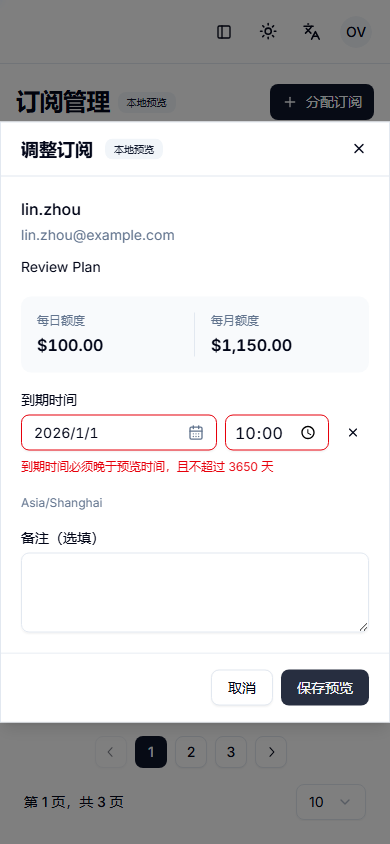 OV
订阅管理 本地预览 分配订阅
调整订阅 本地预览
lin.zhou
lin.zhou@example.com
Review Plan
每日额度 每月额度
$100.00 $1,150.00
到期时间
2026/1/1 10:00
到期时间必须晚于预览时间，且不超过 3650 天
Asia/Shanghai
备注（选填）
取消 保存预览
1 2 3
第 1 页，共 3 页 10